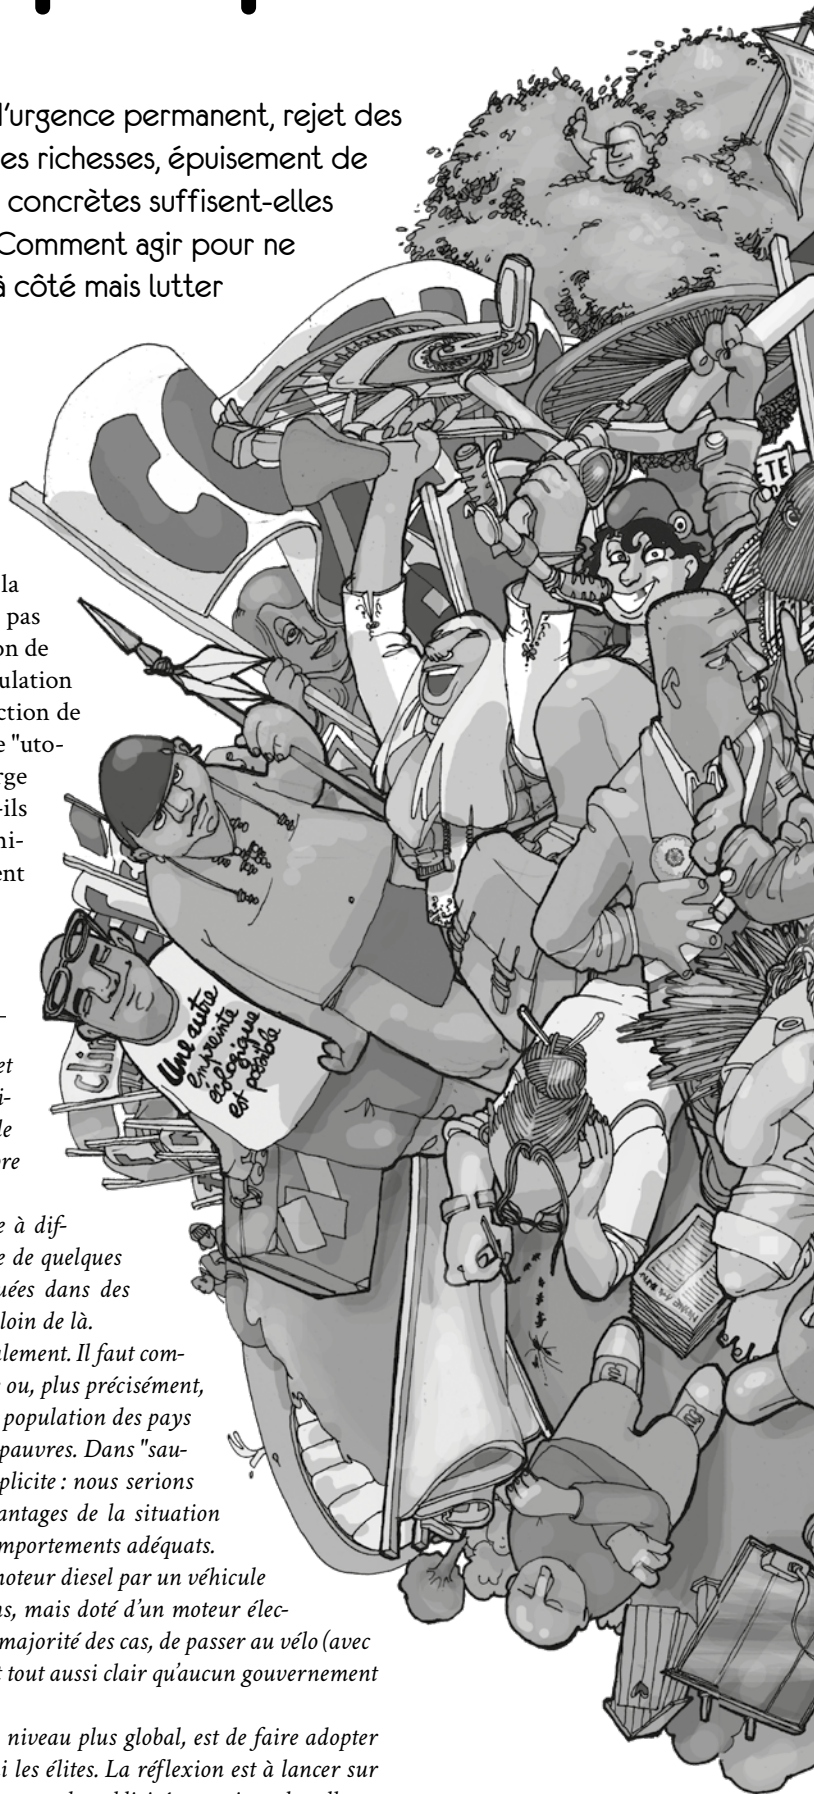 l'urgence permanent, rejet des
es richesses, épuisement de
concrètes suffisent-elles
Comment agir pour ne
à côté mais lutter
la
pas
on de
ulation
ction de
e "uto-
rge
-ils
ni-
ent
–
et
i-
le
re
e à dif-
e de quelques
uées dans des
loin de là.
alement. Il faut com-
ou, plus précisément,
population des pays
pauvres. Dans "sau-
plicite : nous serions
antages de la situation
mportements adéquats.
moteur diesel par un véhicule
ns, mais doté d'un moteur élec-
majorité des cas, de passer au vélo (avec
t tout aussi clair qu'aucun gouvernement
niveau plus global, est de faire adopter
i les élites. La réflexion est à lancer sur
ETE
Une autre
empreinte
écologique
est possible
clim